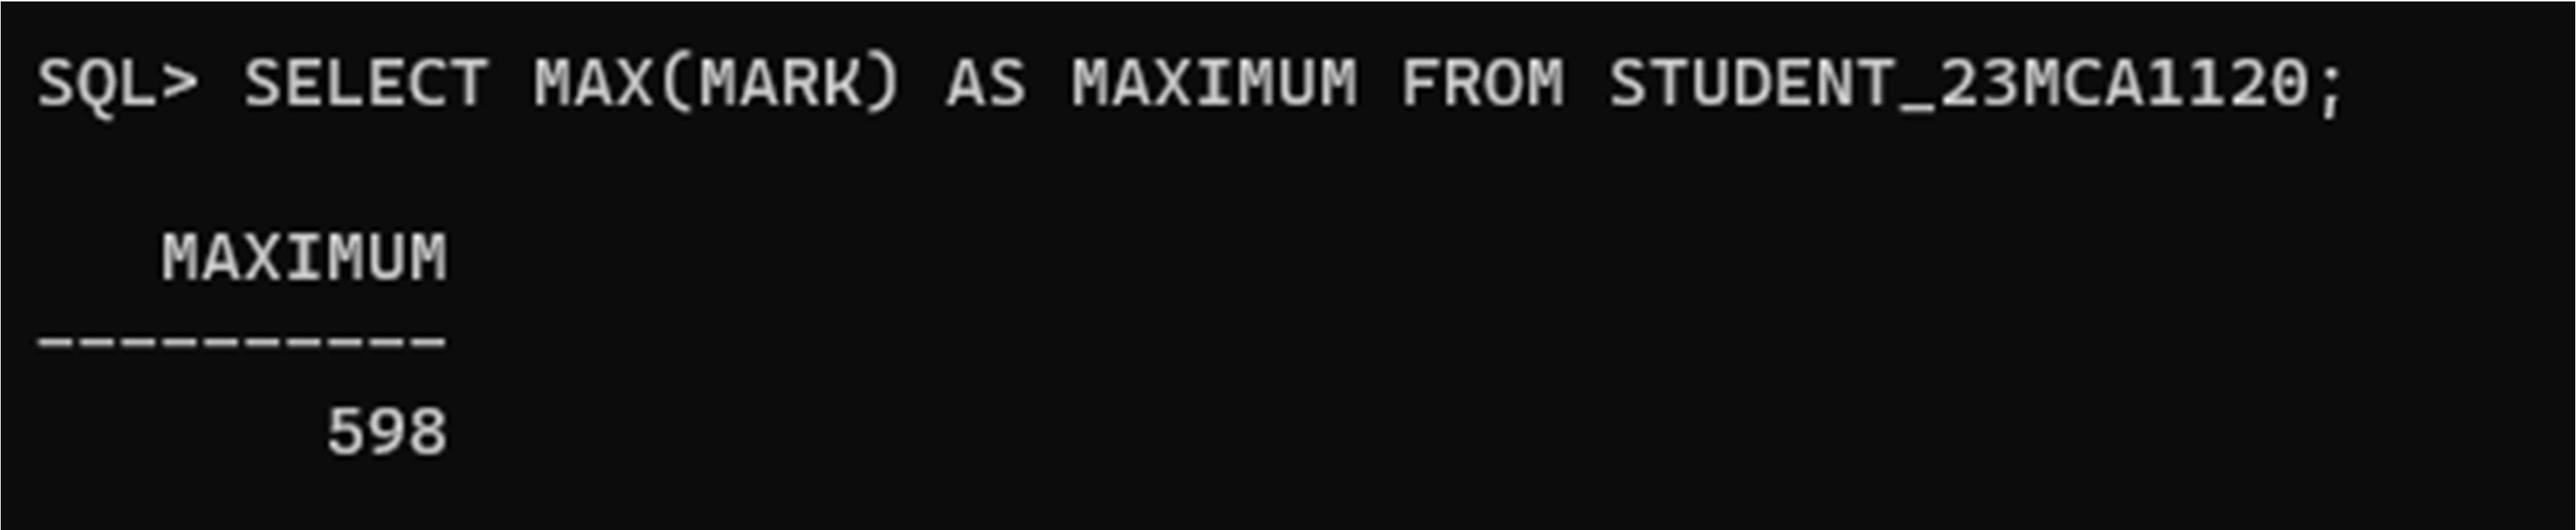 SQL> SELECT MAX(MARK) AS MAXIMUM FROM STUDENT_23MCA1120;
MAXIMUM
----------
598